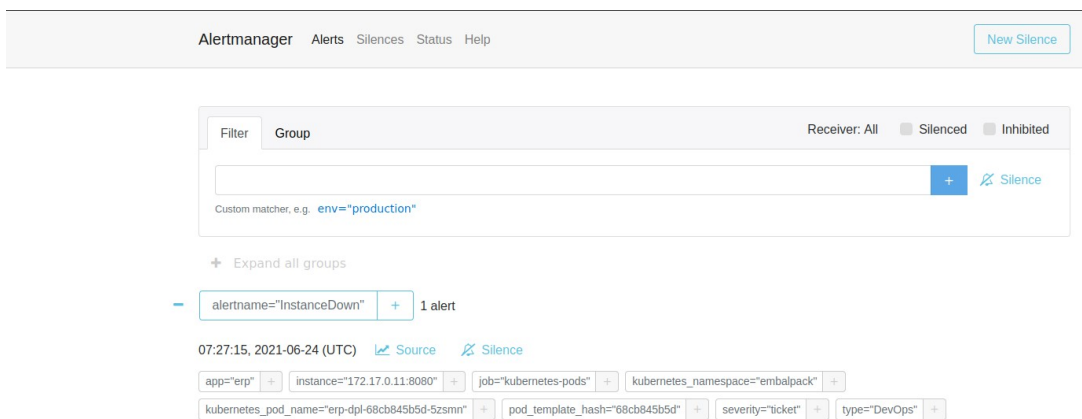 Alertmanager Alerts Silences Status Help New Silence
Filter Group Receiver: All Silenced Inhibited
+ Silence
Custom matcher, e.g. env="production"
+ Expand all groups
− alertname="InstanceDown" + 1 alert
07:27:15, 2021-06-24 (UTC) Source Silence
app="erp" + instance="172.17.0.11:8080" + job="kubernetes-pods" + kubernetes_namespace="embalpack" +
kubernetes_pod_name="erp-dpl-68cb845b5d-5zsmn" + pod_template_hash="68cb845b5d" + severity="ticket" + type="DevOps" +